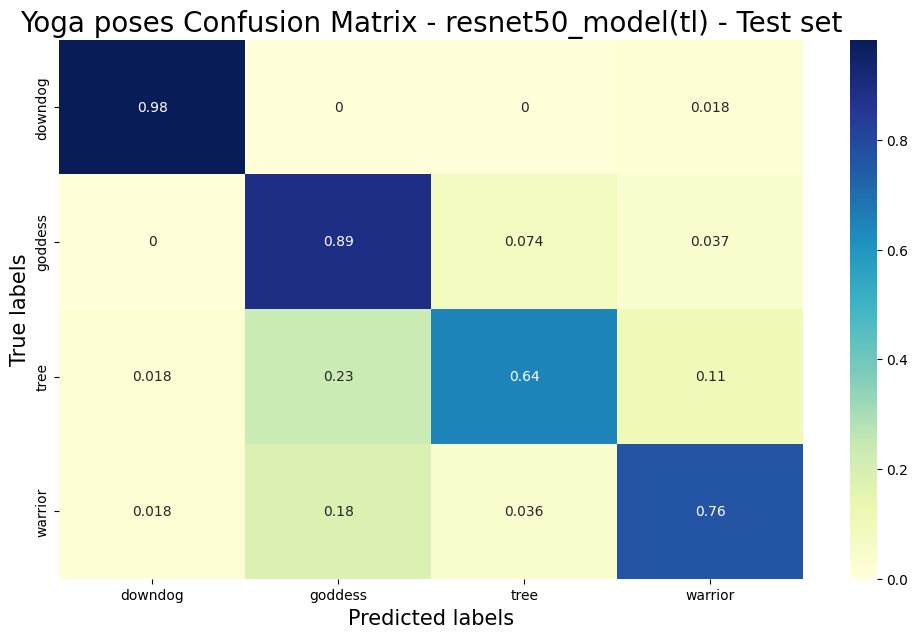 Yoga poses Confusion Matrix - resnet50_model(tl) - Test set
True labels
downdog
0.98 0 0 0.018
goddess
0 0.89 0.074 0.037
tree
0.018 0.23 0.64 0.11
warrior
0.018 0.18 0.036 0.76
downdog goddess tree warrior
Predicted labels
0.8
0.6
0.4
0.2
0.0